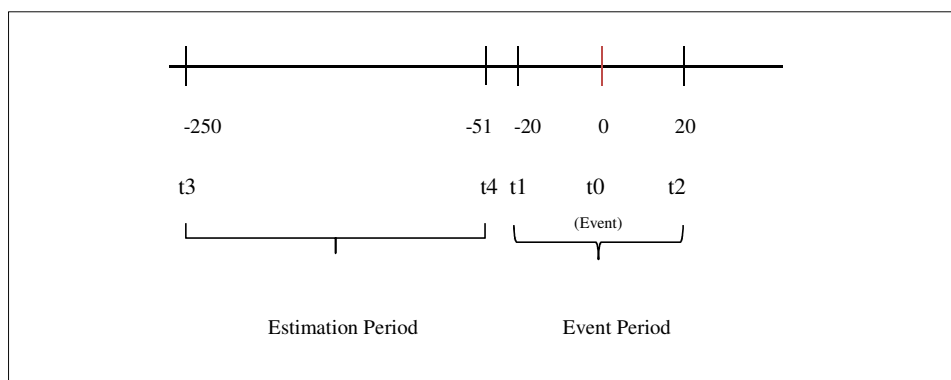 -250 -51 -20 0 20
t3 t4 t1 t0 t2
(Event)
Estimation Period Event Period